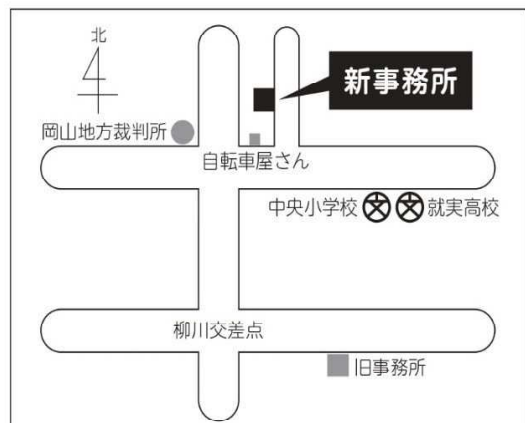 北
新事務所
岡山地方裁判所
自転車屋さん
中央小学校
就実高校
柳川交差点
旧事務所